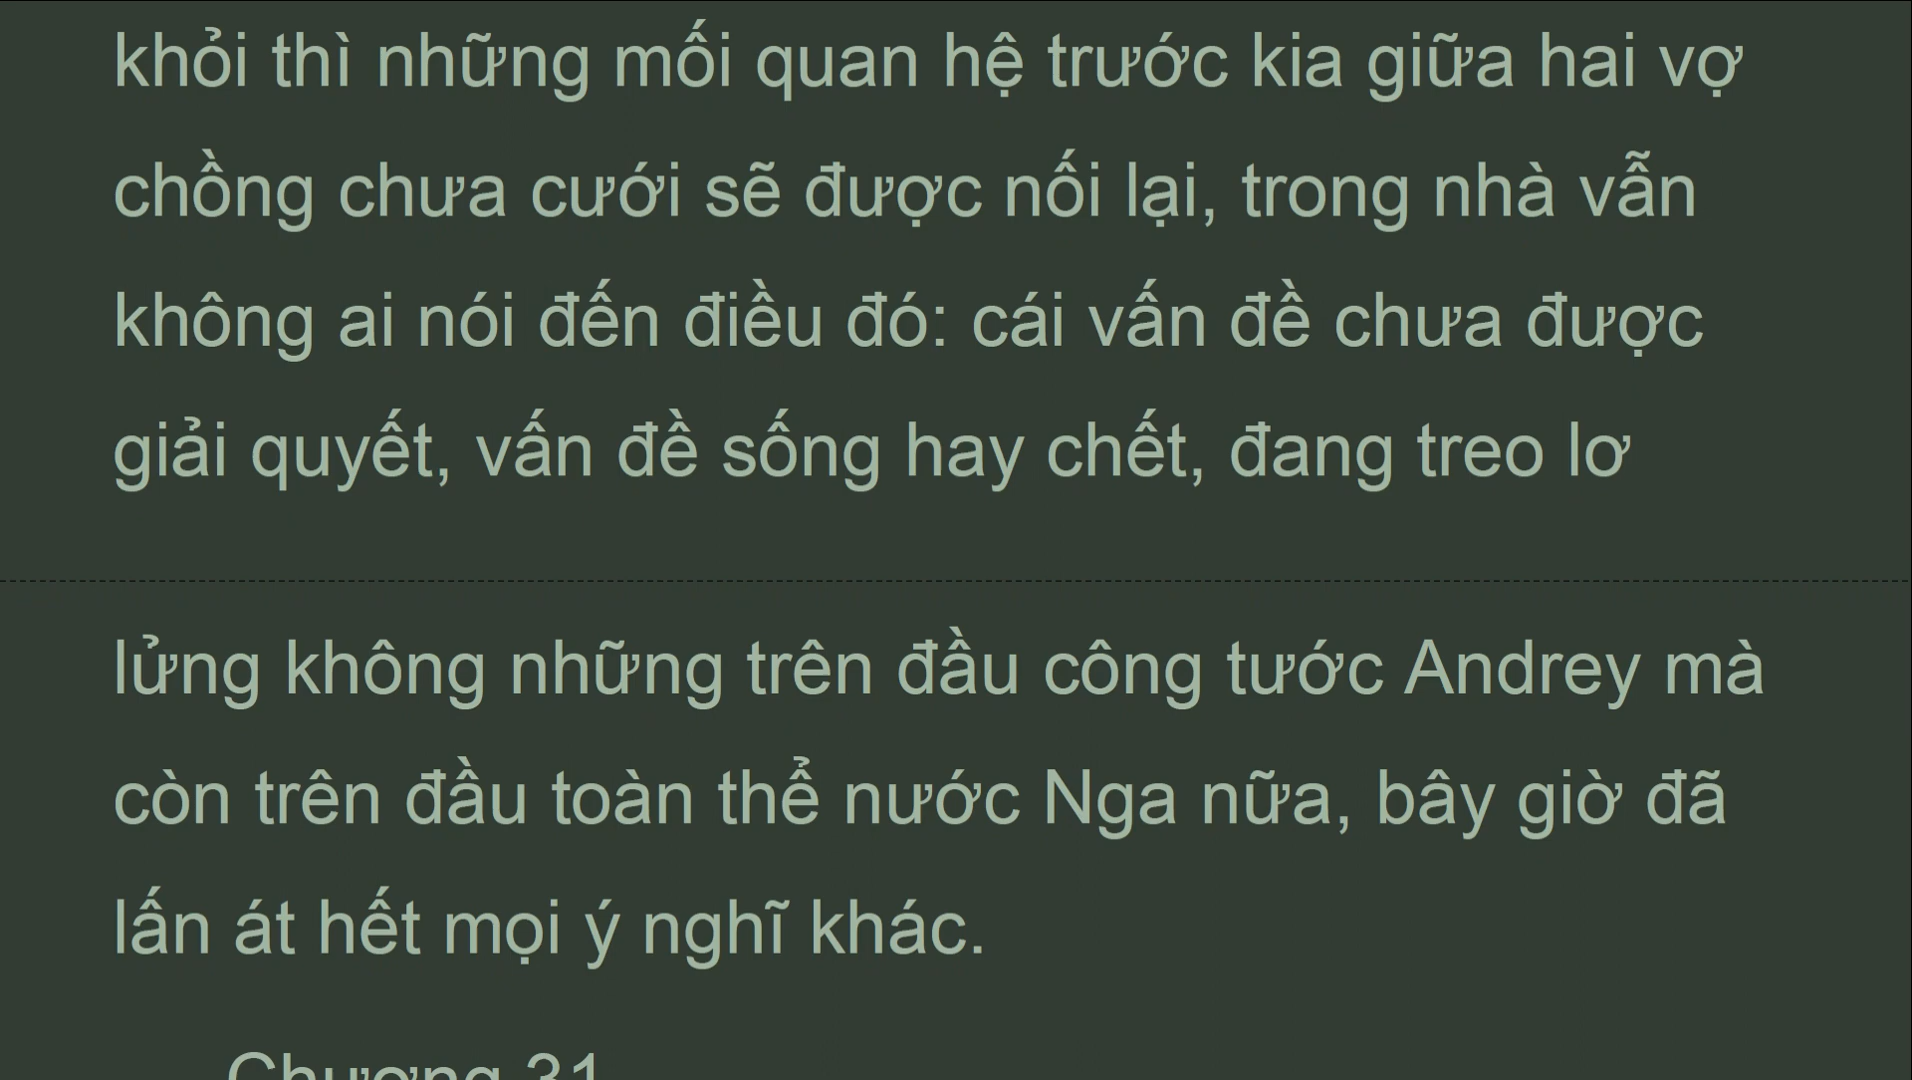 khỏi thì những mối quan hệ trước kia giữa hai vợ
chồng chưa cưới sẽ được nối lại, trong nhà vẫn
không ai nói đến điều đó: cái vấn đề chưa được
giải quyết, vấn đề sống hay chết, đang treo lơ
lửng không những trên đầu công tước Andrey mà
còn trên đầu toàn thể nước Nga nữa, bây giờ đã
lấn át hết mọi ý nghĩ khác.
Chương 31